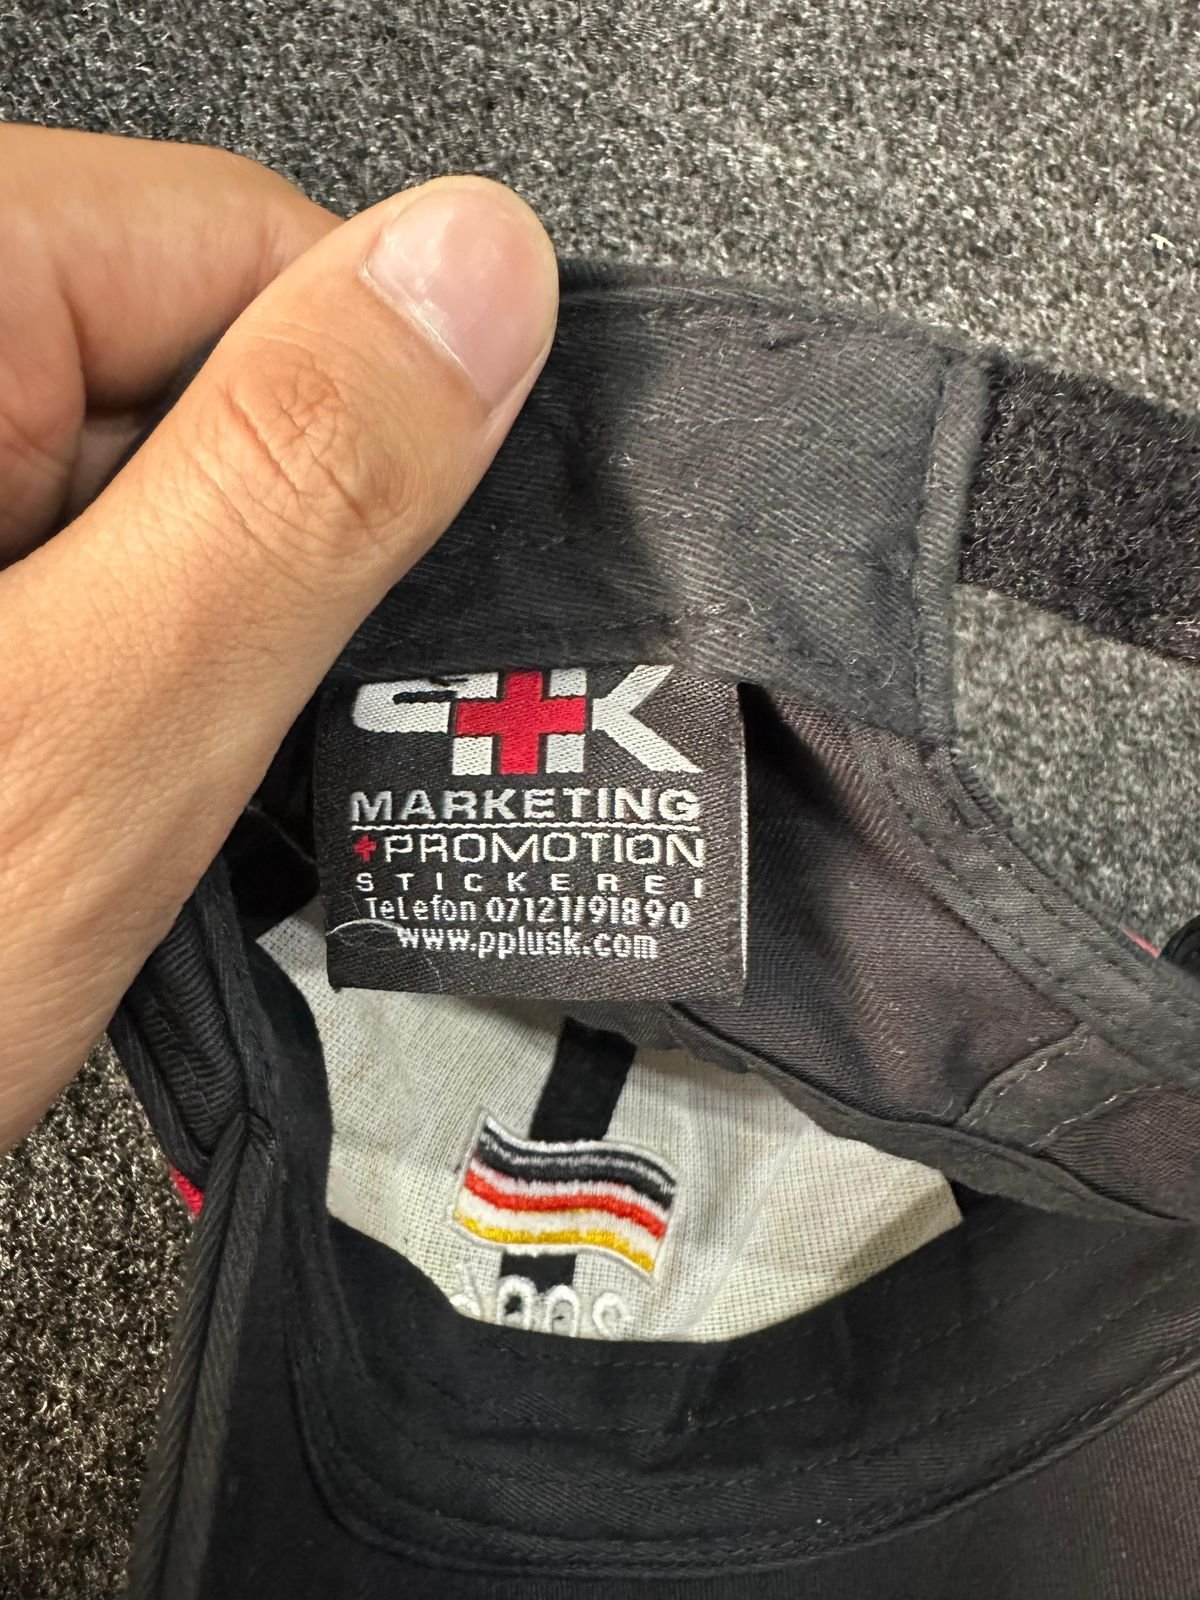 P+K
MARKETING
+PROMOTION
STICKEREI
Telefon 07121/91890
www.pplusk.com